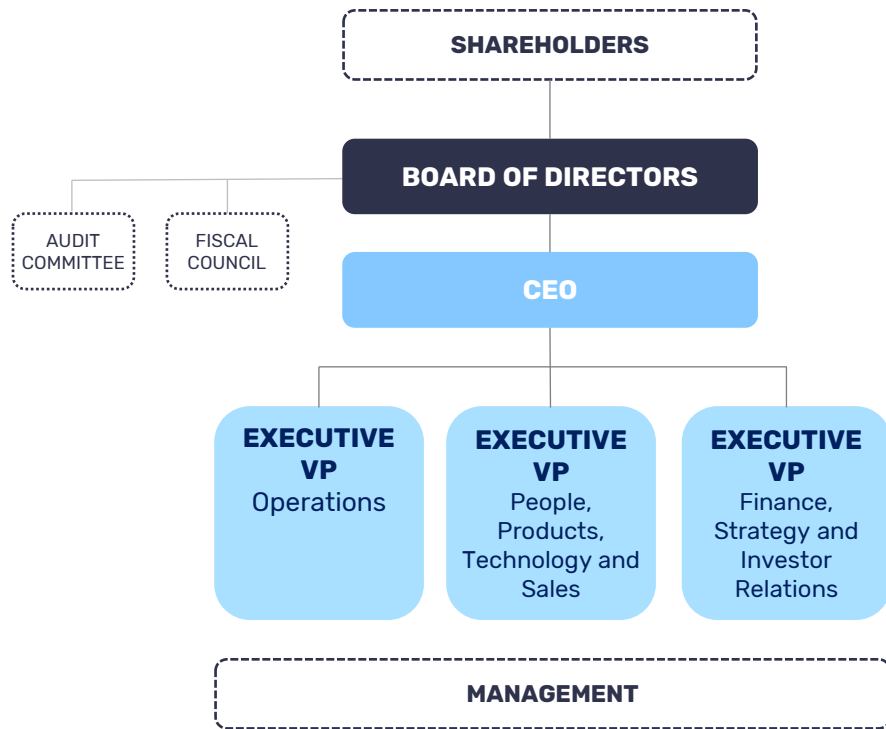 SHAREHOLDERS
BOARD OF DIRECTORS
AUDIT
COMMITTEE
FISCAL
COUNCIL
CEO
EXECUTIVE
VP
Operations
EXECUTIVE
VP
People,
Products,
Technology and
Sales
EXECUTIVE
VP
Finance,
Strategy and
Investor
Relations
MANAGEMENT